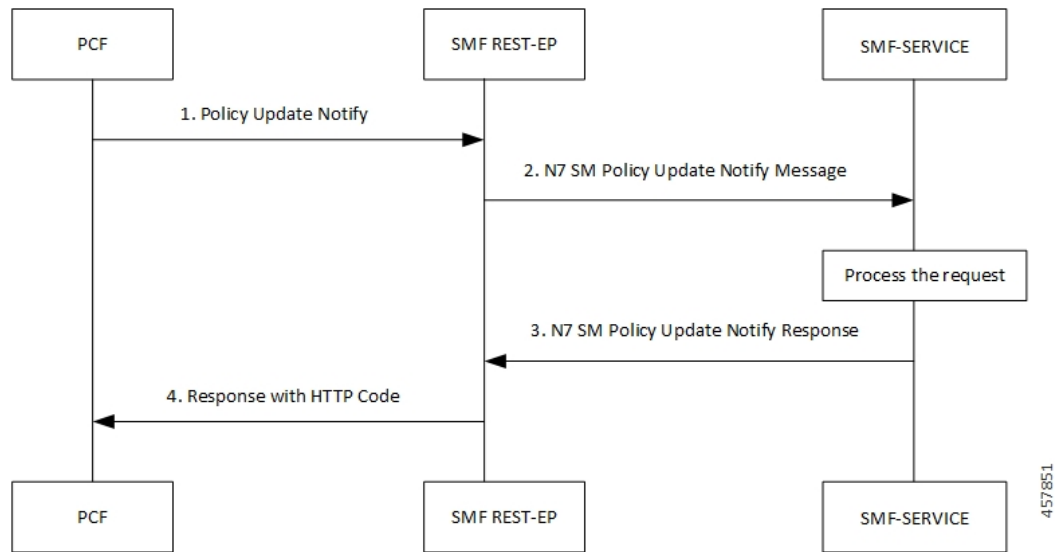 PCF
SMF REST-EP
SMF-SERVICE
1. Policy Update Notify
2. N7 SM Policy Update Notify Message
Process the request
3. N7 SM Policy Update Notify Response
4. Response with HTTP Code
PCF
SMF REST-EP
SMF-SERVICE
457851